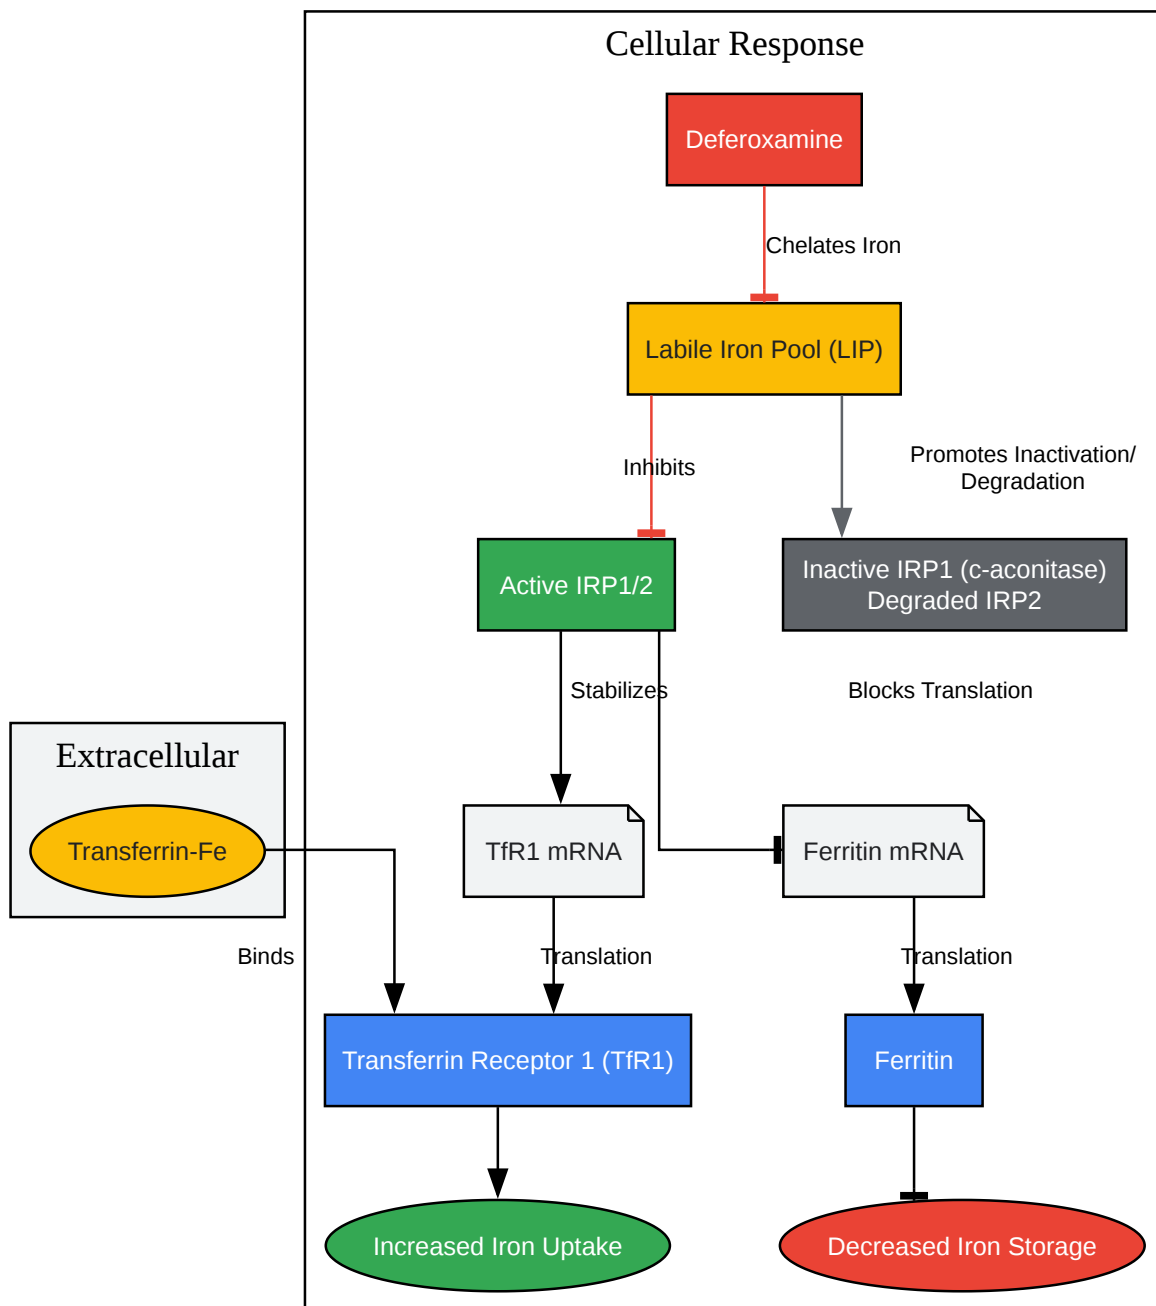 Cellular Response
Deferoxamine
Chelates Iron
Labile Iron Pool (LIP)
Inhibits
Promotes Inactivation/
Degradation
Active IRP1/2
Inactive IRP1 (c-aconitase)
Degraded IRP2
Stabilizes
Blocks Translation
Extracellular
Transferrin-Fe
TfR1 mRNA
Ferritin mRNA
Binds
Translation
Translation
Transferrin Receptor 1 (TfR1)
Ferritin
Increased Iron Uptake
Decreased Iron Storage